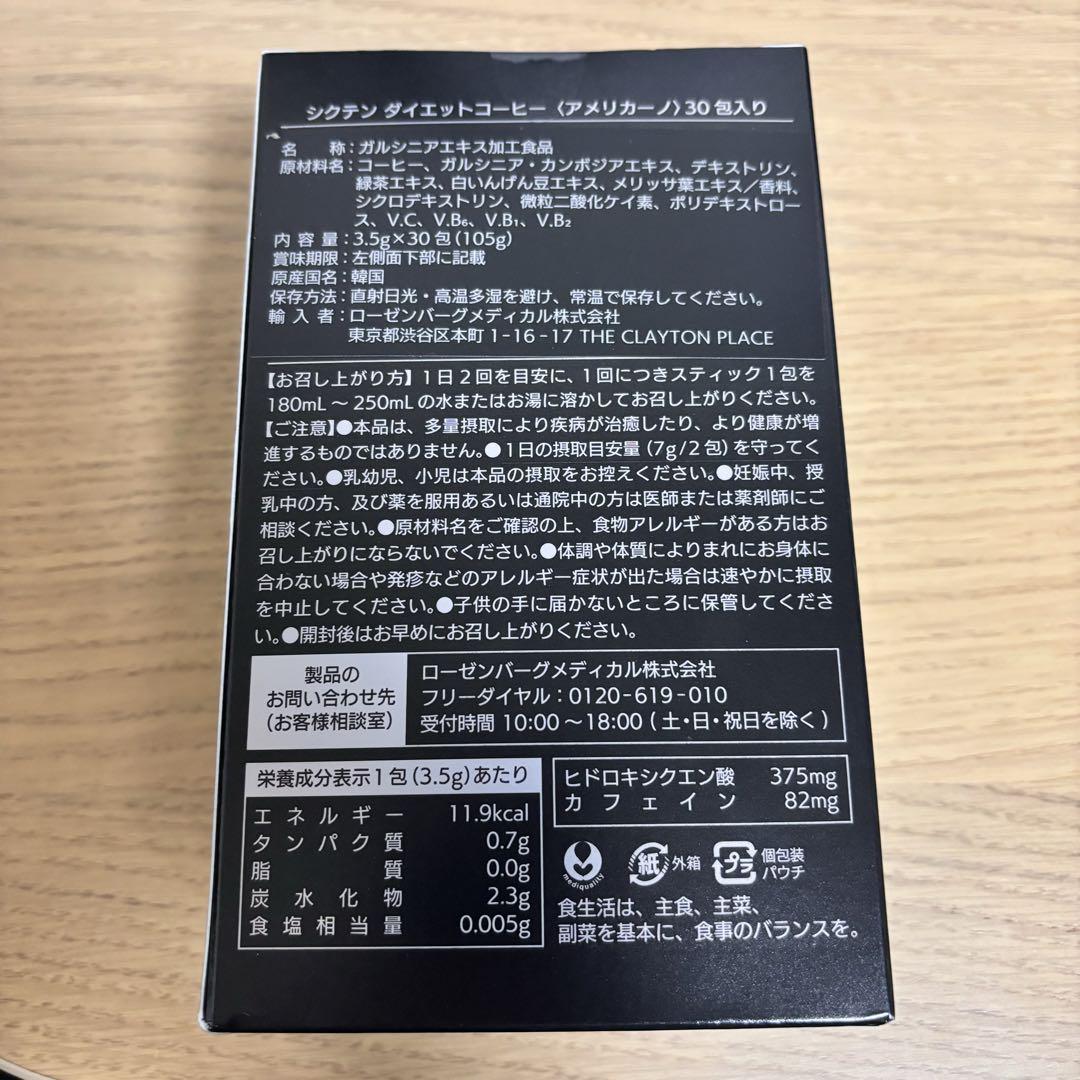 シクテン ダイエットコーヒー〈アメリカーノ〉30包入り
名 称：ガルシニアエキス加工食品
原材料名：コーヒー、ガルシニア・カンボジアエキス、デキストリン、
緑茶エキス、白いんげん豆エキス、メリッサ葉エキス／香料、
シクロデキストリン、微粒二酸化ケイ素、ポリデキストロー
ス、V.C、V.B₆、V.B₁、V.B₂
内 容 量：3.5g×30包（105g）
賞味期限：左側面下部に記載
原産国名：韓国
保存方法：直射日光・高温多湿を避け、常温で保存してください。
輸 入 者：ローゼンバーグメディカル株式会社
東京都渋谷区本町 1-16-17 THE CLAYTON PLACE
【お召し上がり方】1日2回を目安に、1回につきスティック1包を
180mL～250mLの水またはお湯に溶かしてお召し上がりください。
【ご注意】●本品は、多量摂取により疾病が治癒したり、より健康が増
進するものではありません。●1日の摂取目安量（7g/2包）を守ってく
ださい。●乳幼児、小児は本品の摂取をお控えください。●妊娠中、授
乳中の方、及び薬を服用あるいは通院中の方は医師または薬剤師にご
相談ください。●原材料名をご確認の上、食物アレルギーがある方はお
召し上がりにならないでください。●体調や体質によりまれにお身体に
合わない場合や発疹などのアレルギー症状が出た場合は速やかに摂取
を中止してください。●子供の手に届かないところに保管してくださ
い。●開封後はお早めにお召し上がりください。
製品の
お問い合わせ先
（お客様相談室）
ローゼンバーグメディカル株式会社
フリーダイヤル：0120-619-010
受付時間 10:00～18:00（土・日・祝日を除く）
栄養成分表示1包（3.5g）あたり
エネルギー 11.9kcal
タンパク質 0.7g
脂質 0.0g
炭水化物 2.3g
食塩相当量 0.005g
ヒドロキシクエン酸 375mg
カフェイン 82mg
mediquality
紙 外箱
プラ 個包装
パウチ
食生活は、主食、主菜、
副菜を基本に、食事のバランスを。